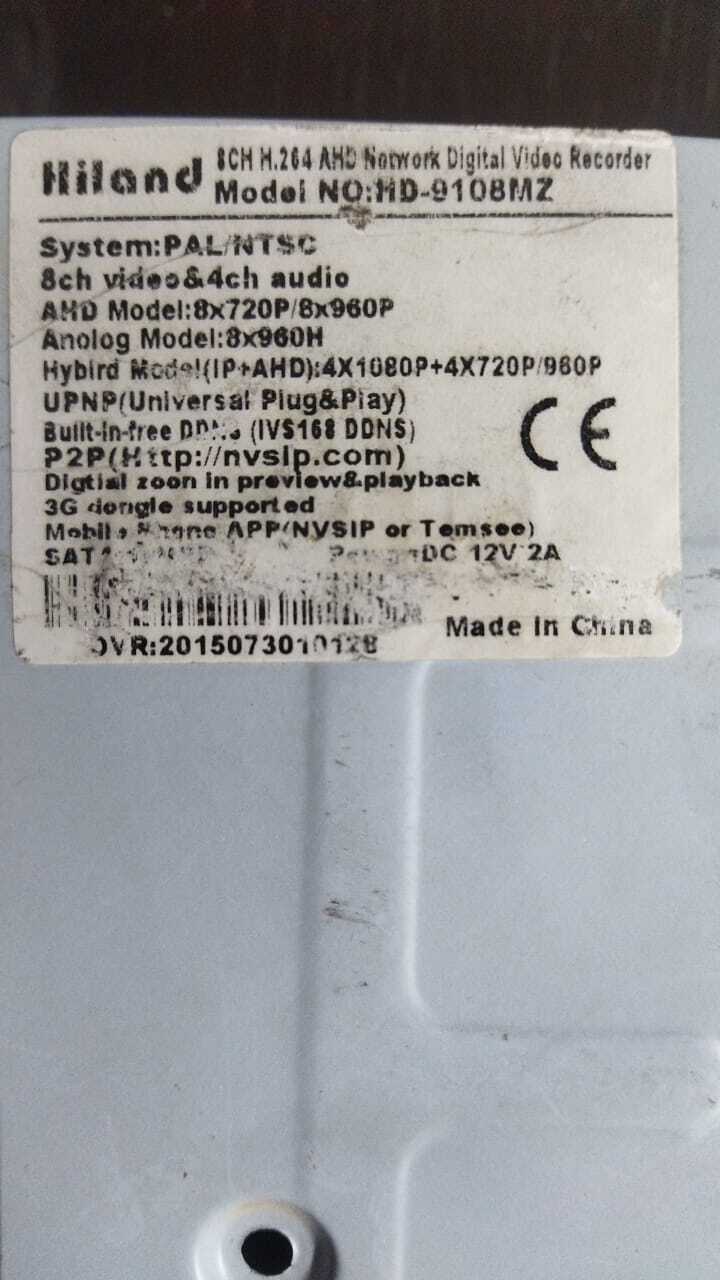 Hiland
8CH H.264 AHD Network Digital Video Recorder
Model NO:HD-9108MZ
System:PAL/NTSC
8ch video&4ch audio
AHD Model:8x720P/8x960P
Anolog Model:8x960H
Hybird Model(IP+AHD):4X1080P+4X720P/960P
UPNP(Universal Plug&Play)
Built-in-free DDNS (IVS168 DDNS)
P2P(Http://nvsip.com)
Digtial zoon in preview&playback
3G dongle supported
Mobile Phone APP(NVSIP or Temsee)
DC 12V 2A
CE
Made in China